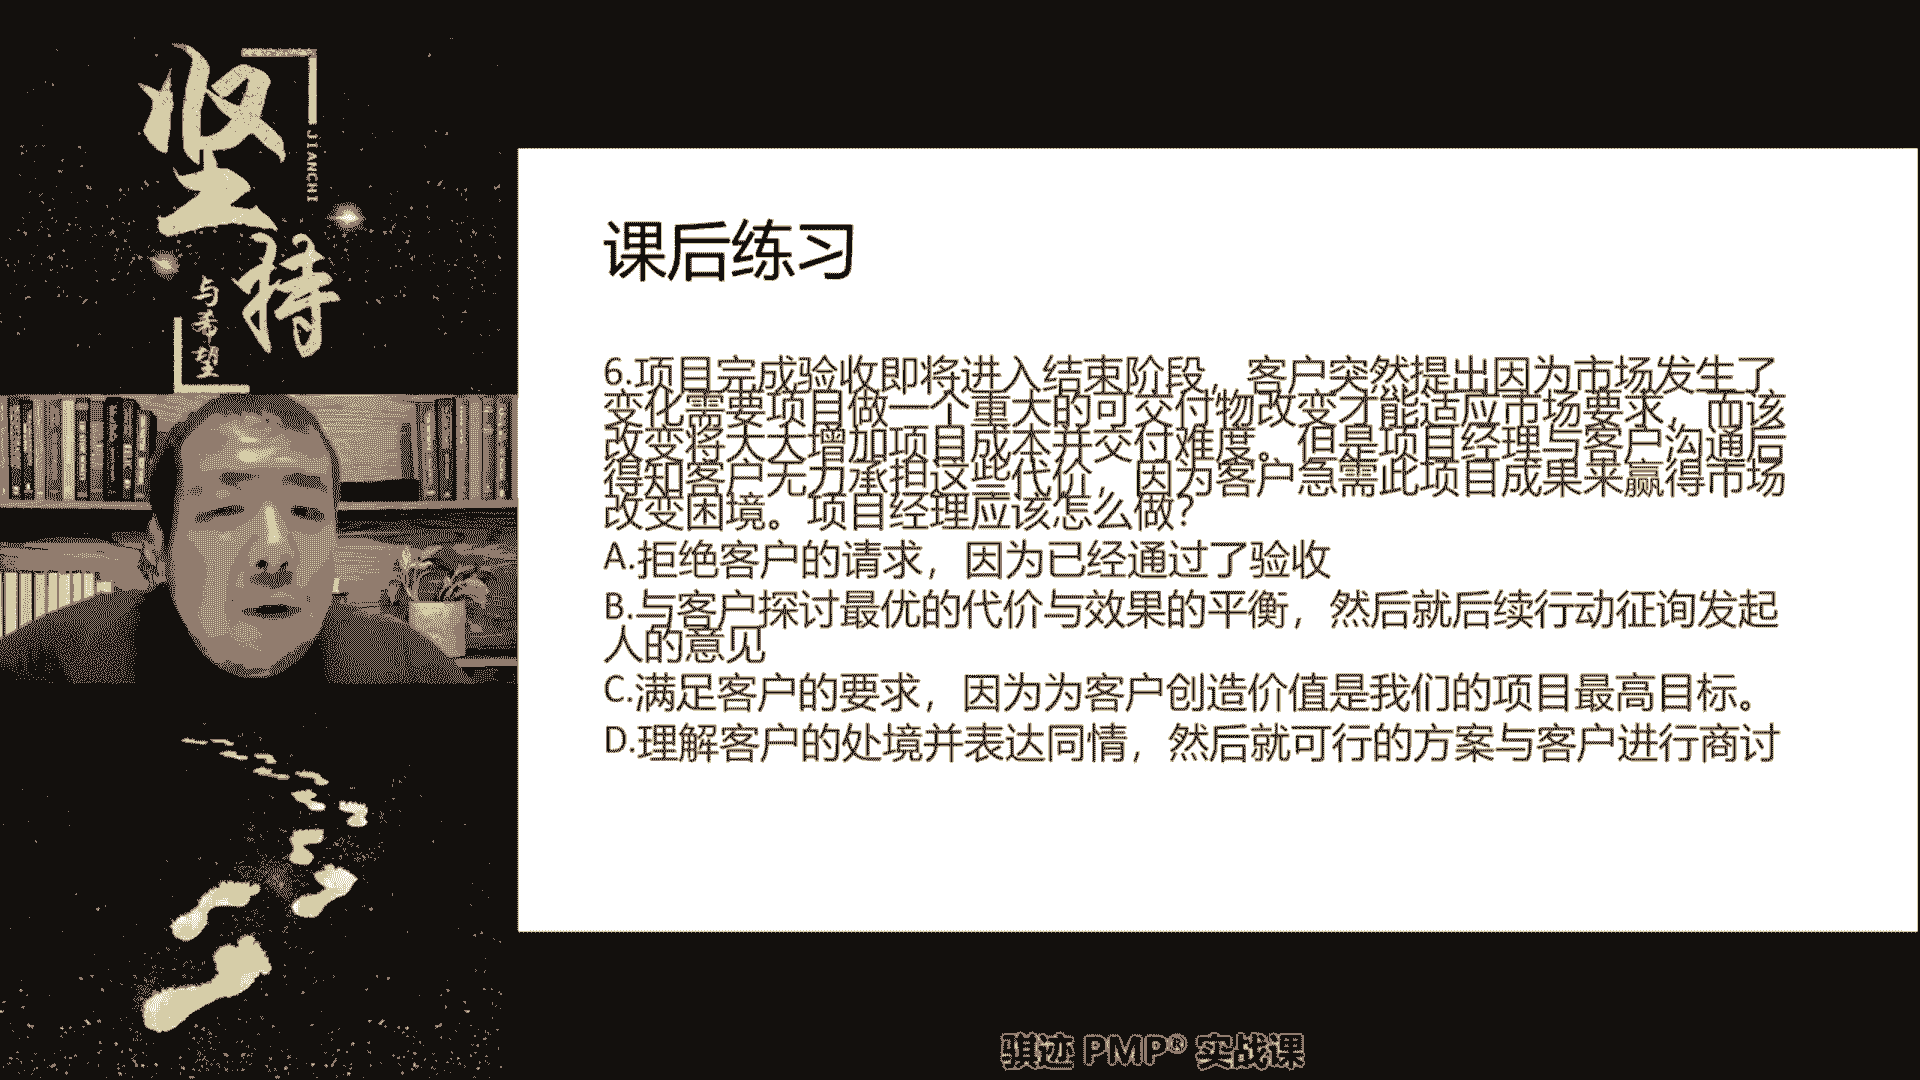 坚持
JIANCHI
与希望
课后练习
6.项目完成验收即将进入结束阶段，客户突然提出因为市场发生了
变化需要项目做一个重大的可交付物改变才能适应市场要求，而该
改变将大大增加项目成本并交付难度。但是项目经理与客户沟通后
得知客户无力承担这些代价，因为客户急需此项目成果来赢得市场
改变困境。项目经理应该怎么做?
A.拒绝客户的请求，因为已经通过了验收
B.与客户探讨最优的代价与效果的平衡，然后就后续行动征询发起
人的意见
C.满足客户的要求，因为为客户创造价值是我们的项目最高目标。
D.理解客户的处境并表达同情，然后就可行的方案与客户进行商讨
骐迹 PMP® 实战课